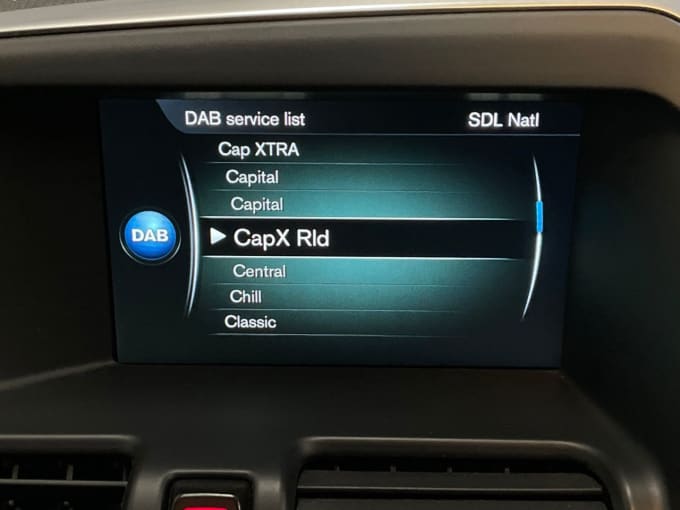 DAB service list
SDL Natl
Cap XTRA
Capital
Capital
DAB
CapX Rld
Central
Chill
Classic